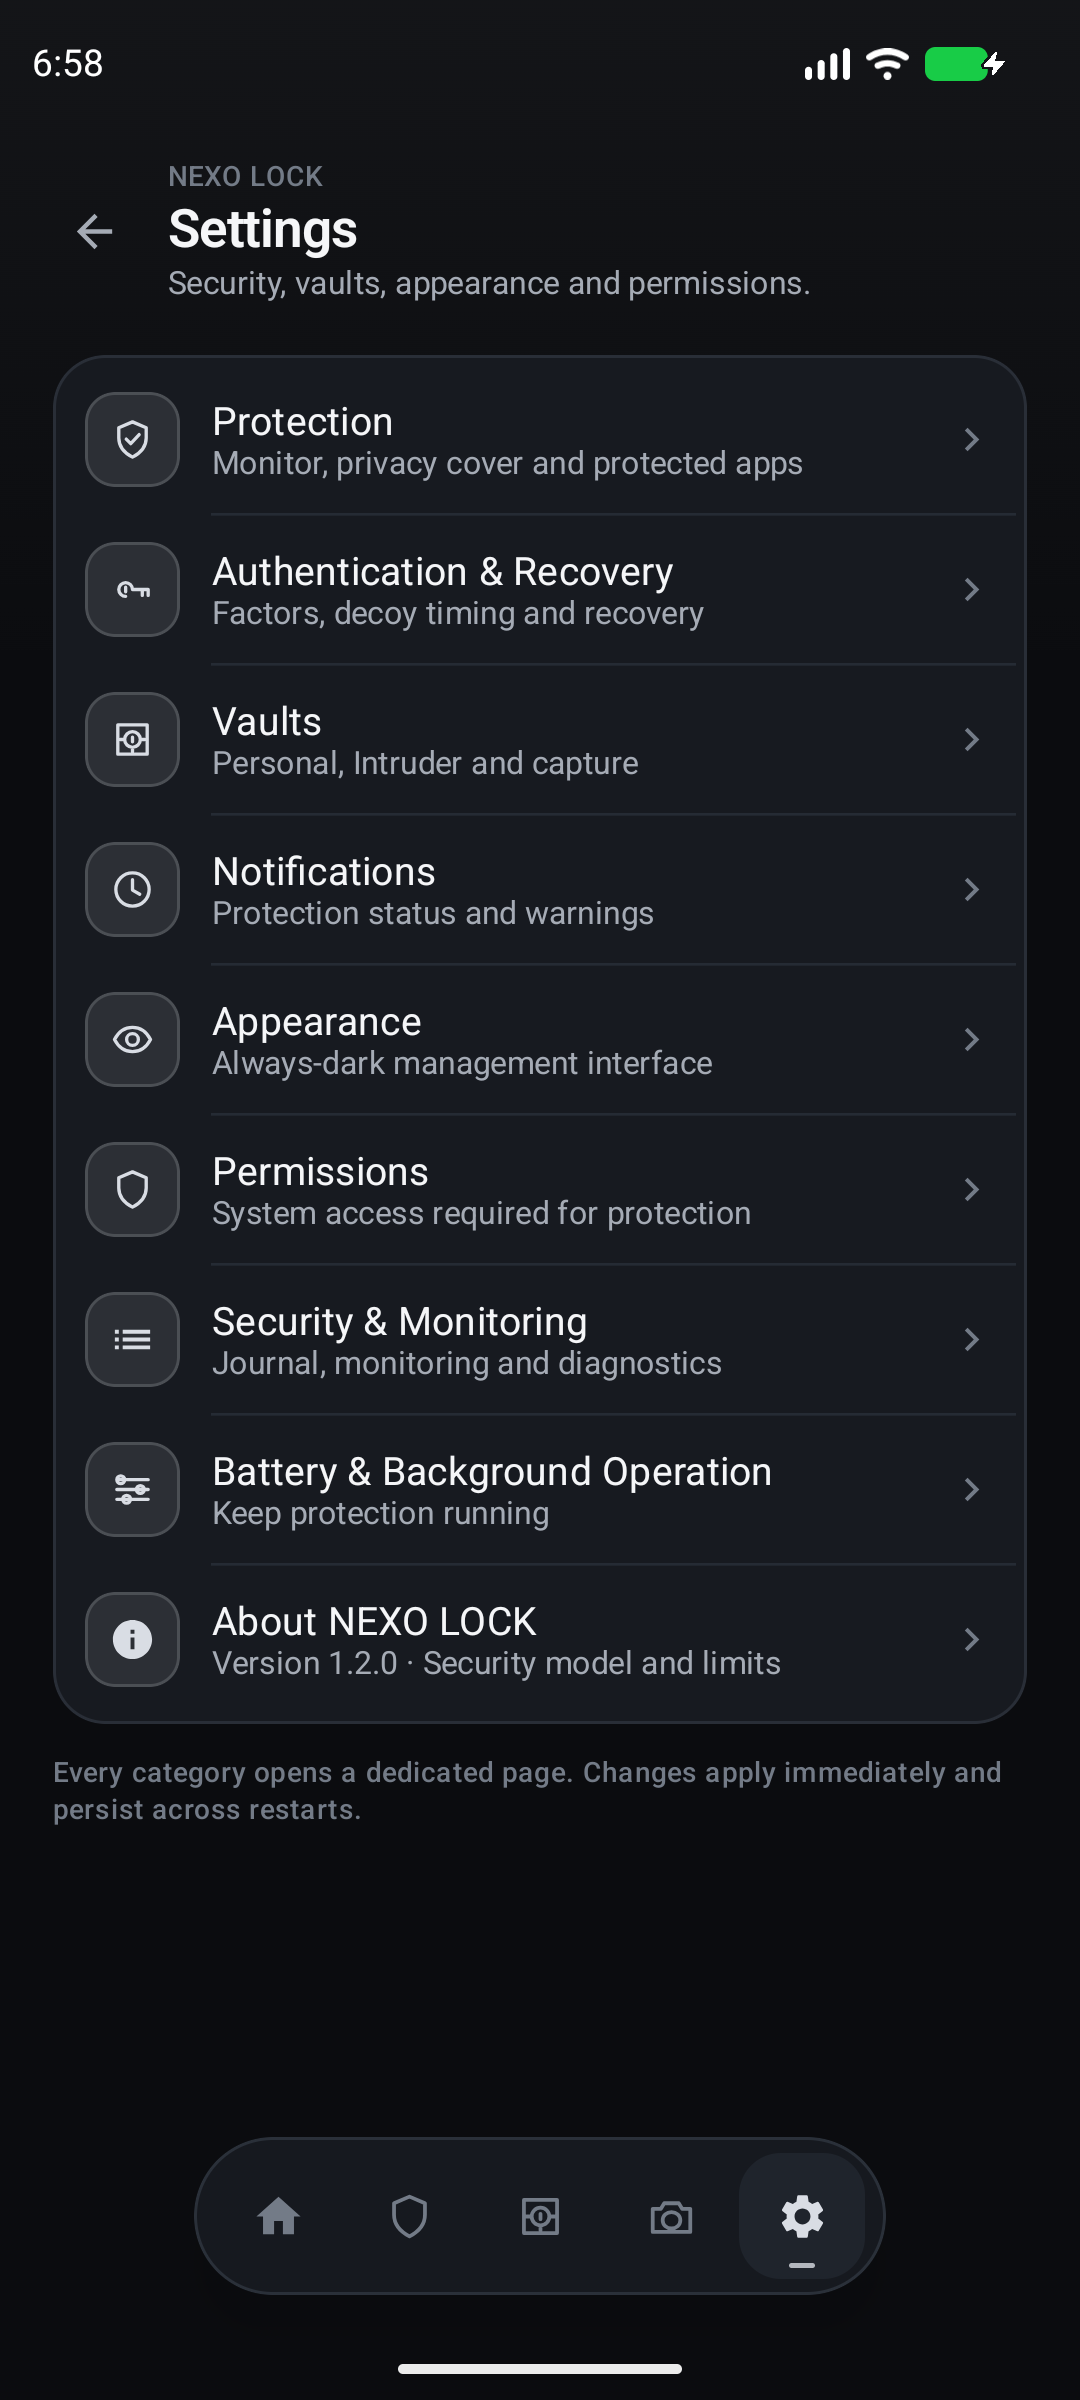 6:58
NEXO LOCK
Settings
Security, vaults, appearance and permissions.
Protection
Monitor, privacy cover and protected apps
Authentication & Recovery
Factors, decoy timing and recovery
Vaults
Personal, Intruder and capture
Notifications
Protection status and warnings
Appearance
Always-dark management interface
Permissions
System access required for protection
Security & Monitoring
Journal, monitoring and diagnostics
Battery & Background Operation
Keep protection running
About NEXO LOCK
Version 1.2.0 · Security model and limits
Every category opens a dedicated page. Changes apply immediately and
persist across restarts.